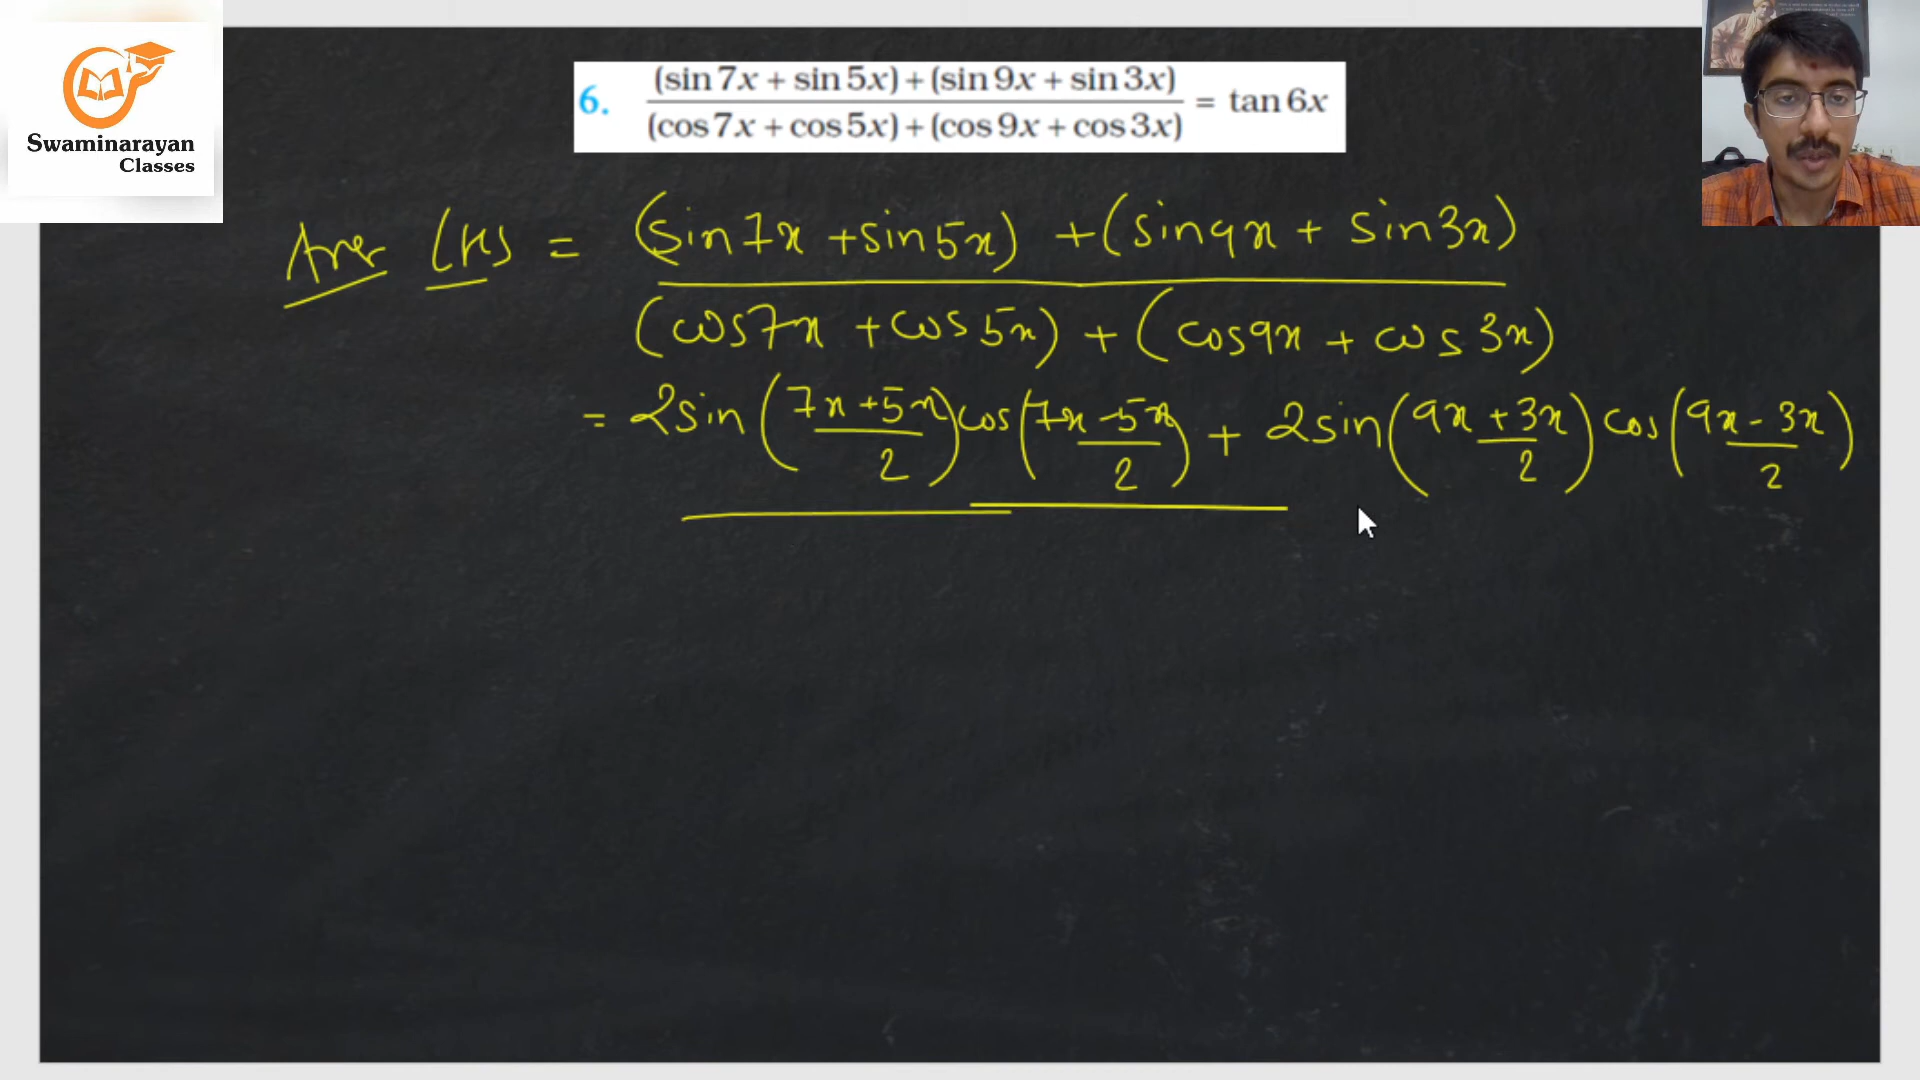 Swaminarayan
Classes
6. (sin 7x + sin 5x) + (sin 9x + sin 3x) / (cos 7x + cos 5x) + (cos 9x + cos 3x) = tan 6x
Ans LHS = (sin7x + sin5x) + (sin9x + sin3x)
(cos7x + cos5x) + (cos9x + cos3x)
= 2sin(7x+5x/2)cos(7x-5x/2) + 2sin(9x+3x/2)cos(9x-3x/2)